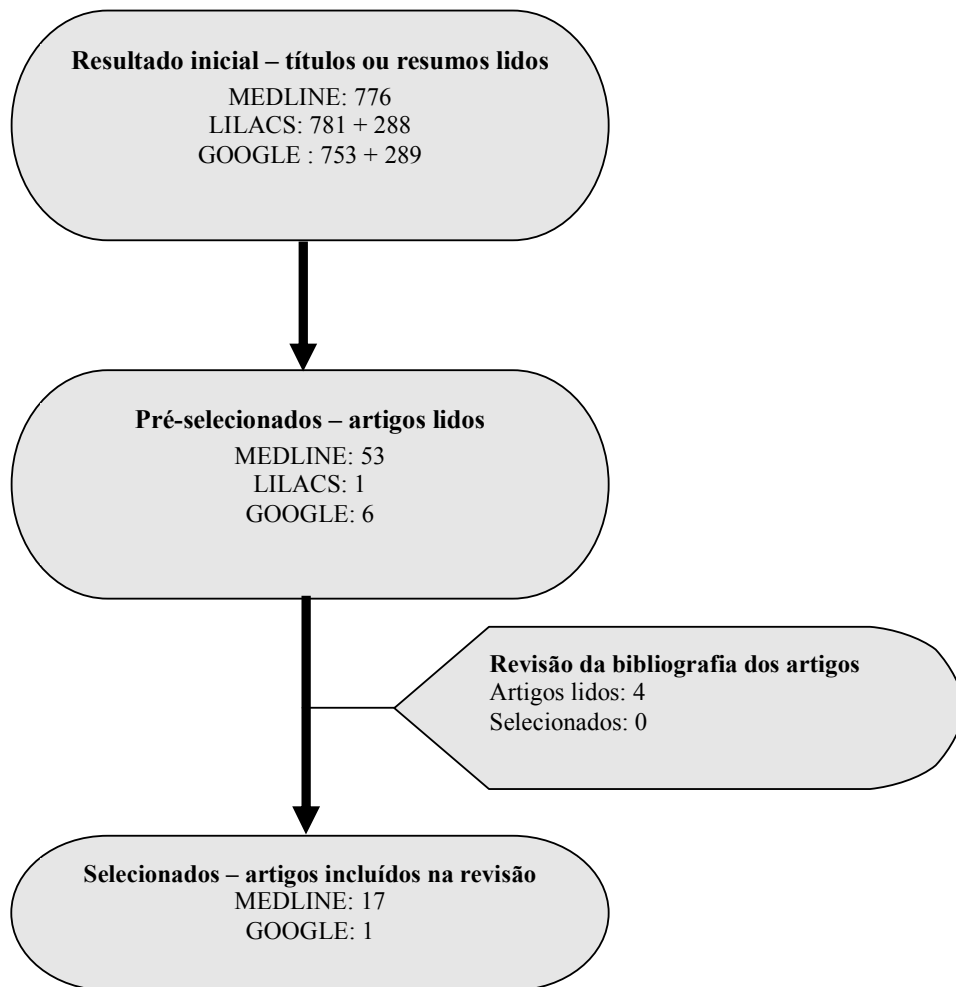 Resultado inicial – títulos ou resumos lidos
MEDLINE: 776
LILACS: 781 + 288
GOOGLE : 753 + 289
Pré-selecionados – artigos lidos
MEDLINE: 53
LILACS: 1
GOOGLE: 6
Revisão da bibliografia dos artigos
Artigos lidos: 4
Selecionados: 0
Selecionados – artigos incluídos na revisão
MEDLINE: 17
GOOGLE: 1